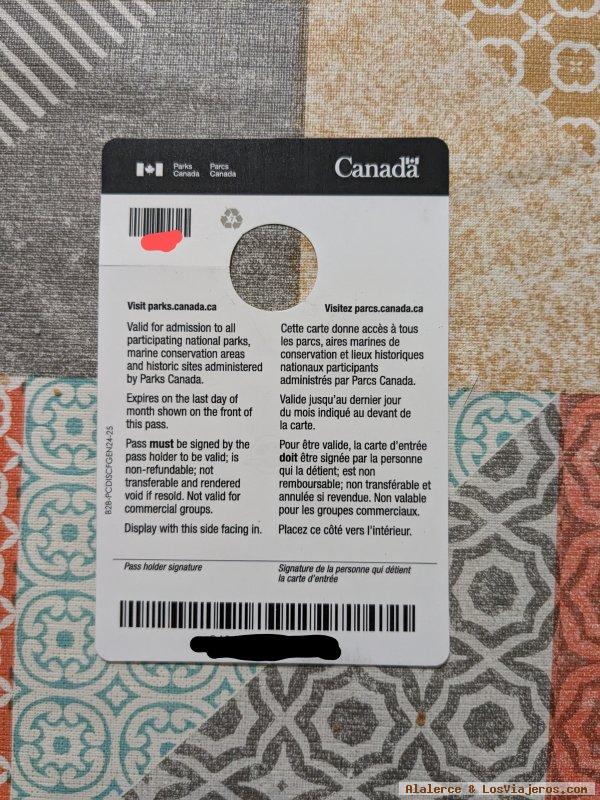 Parks Canada
Parcs Canada
Canada
Visit parks.canada.ca
Valid for admission to all
participating national parks,
marine conservation areas
and historic sites administered
by Parks Canada.
Expires on the last day of
month shown on the front of
this pass.
Pass must be signed by the
pass holder to be valid; is
non-refundable; not
transferable and rendered
void if resold. Not valid for
commercial groups.
Display with this side facing in.
Visitez parcs.canada.ca
Cette carte donne accès à tous
les parcs, aires marines de
conservation et lieux historiques
nationaux participants
administrés par Parcs Canada.
Valide jusqu'au dernier jour
du mois indiqué au devant de
la carte.
Pour être valide, la carte d'entrée
doit être signée par la personne
qui la détient; est non
remboursable; non transférable et
annulée si revendue. Non valable
pour les groupes commerciaux.
Placez ce côté vers l'intérieur.
B2B-PCDISCFGEN24-25
Pass holder signature
Signature de la personne qui détient
la carte d'entrée
Alalerce & LosViajeros.com